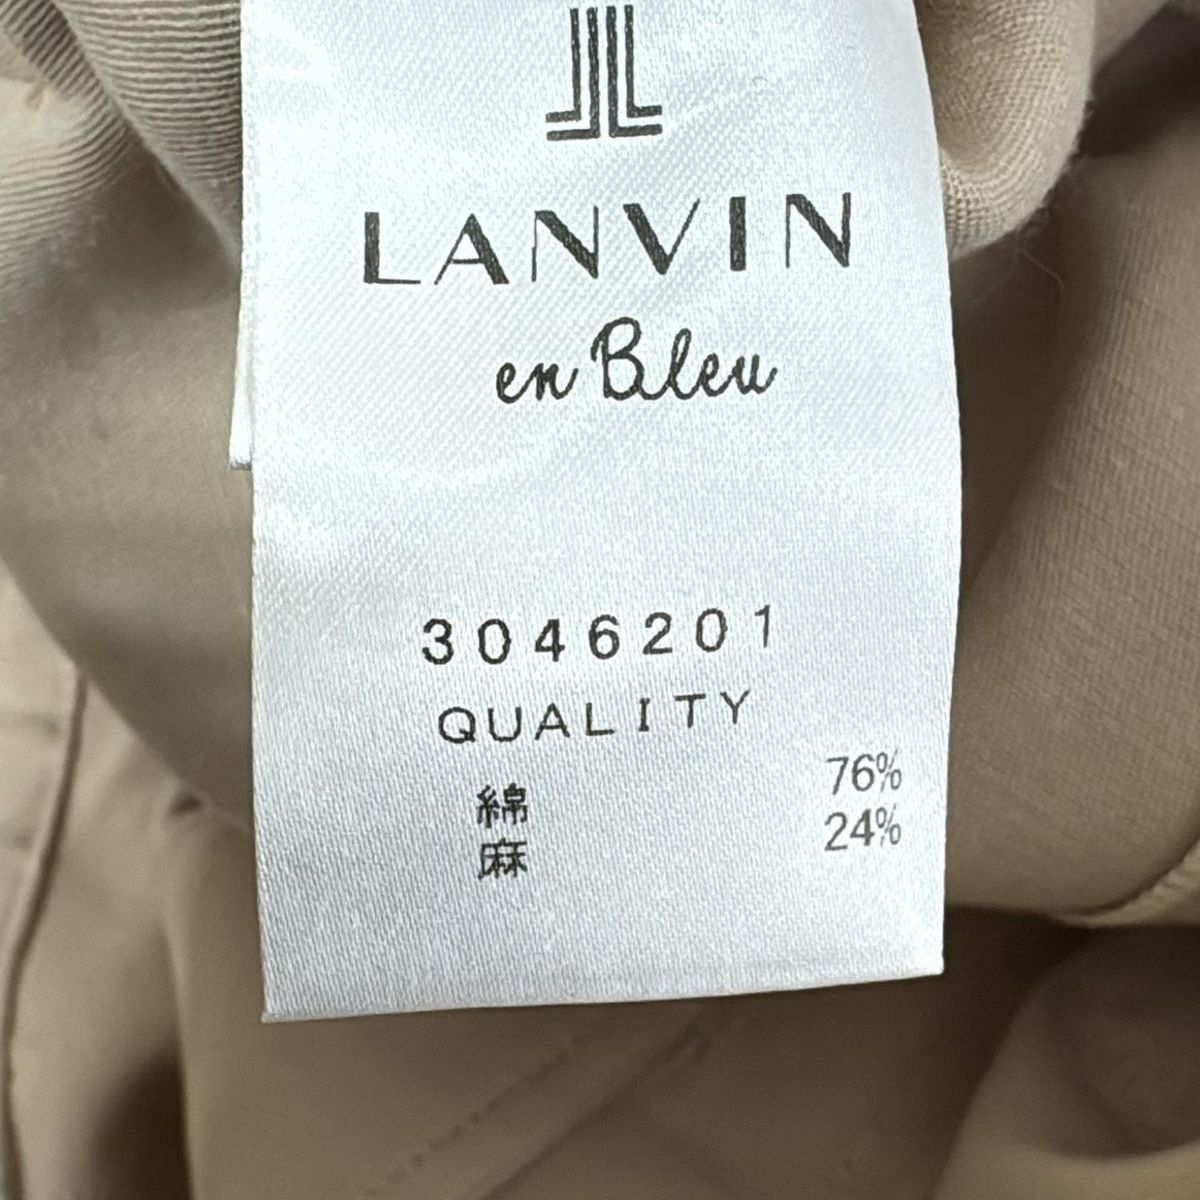 LANVIN
en Bleu
3046201
QUALITY
綿 76%
麻 24%